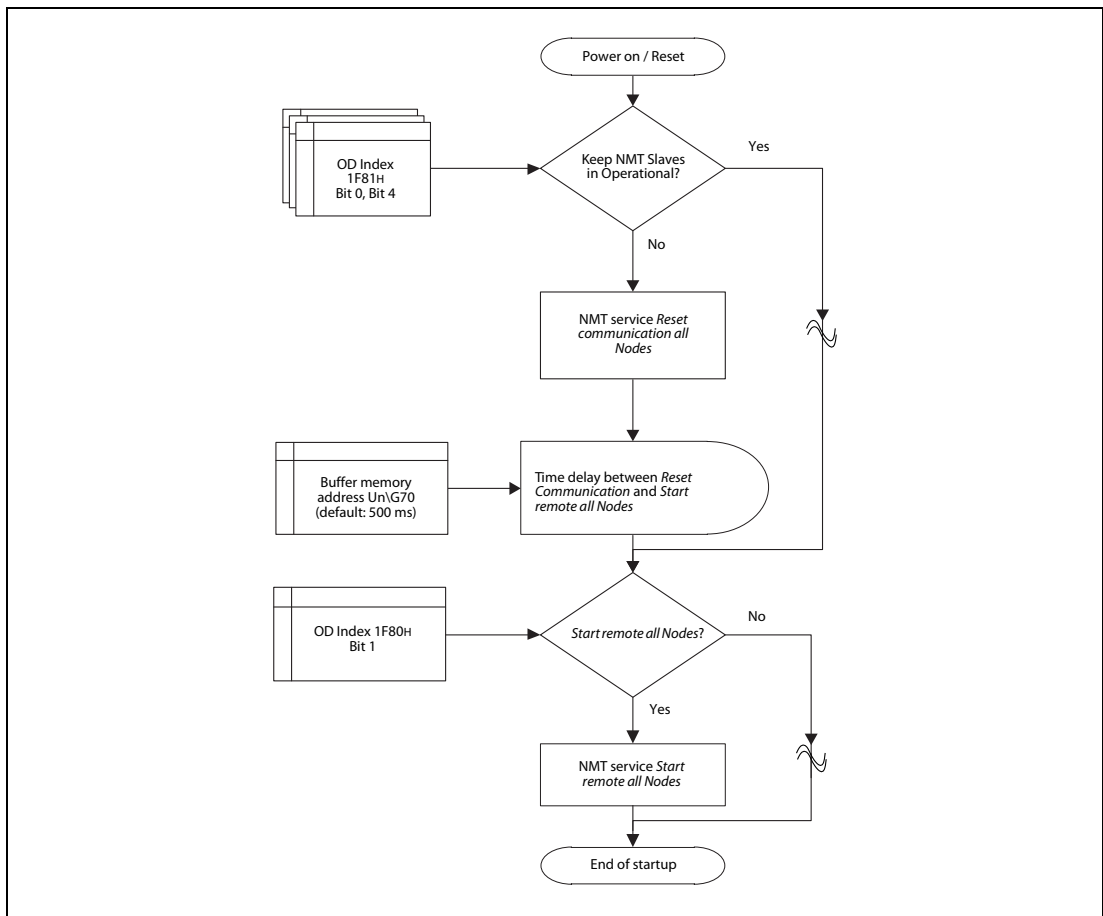 Power on / Reset
Keep NMT Slaves
in Operational?
Yes
OD Index
1F81H
Bit 0, Bit 4
No
NMT service Reset
communication all
Nodes
Time delay between Reset
Communication and Start
remote all Nodes
Buffer memory
address Un\G70
(default: 500 ms)
Start remote all Nodes?
No
OD Index 1F80H
Bit 1
Yes
NMT service Start
remote all Nodes
End of startup